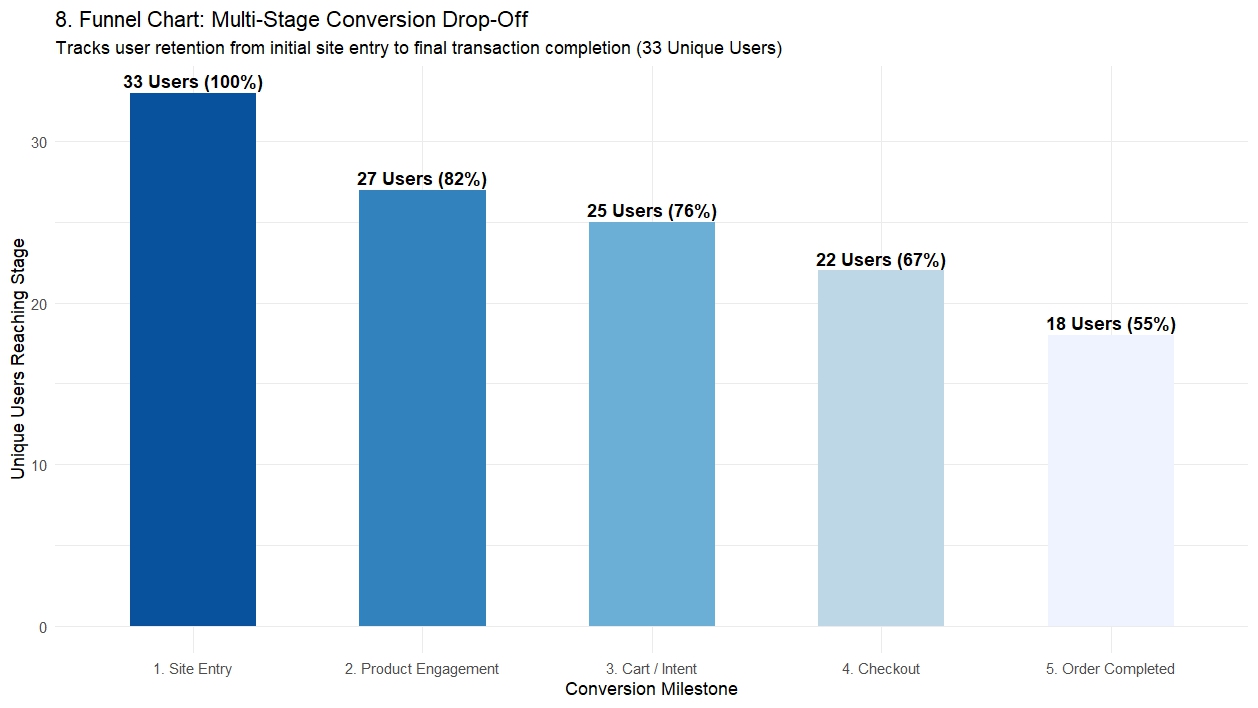 8. Funnel Chart: Multi-Stage Conversion Drop-Off
Tracks user retention from initial site entry to final transaction completion (33 Unique Users)
33 Users (100%)
27 Users (82%)
25 Users (76%)
22 Users (67%)
18 Users (55%)
Unique Users Reaching Stage
30
20
10
0
1. Site Entry
2. Product Engagement
3. Cart / Intent
4. Checkout
5. Order Completed
Conversion Milestone